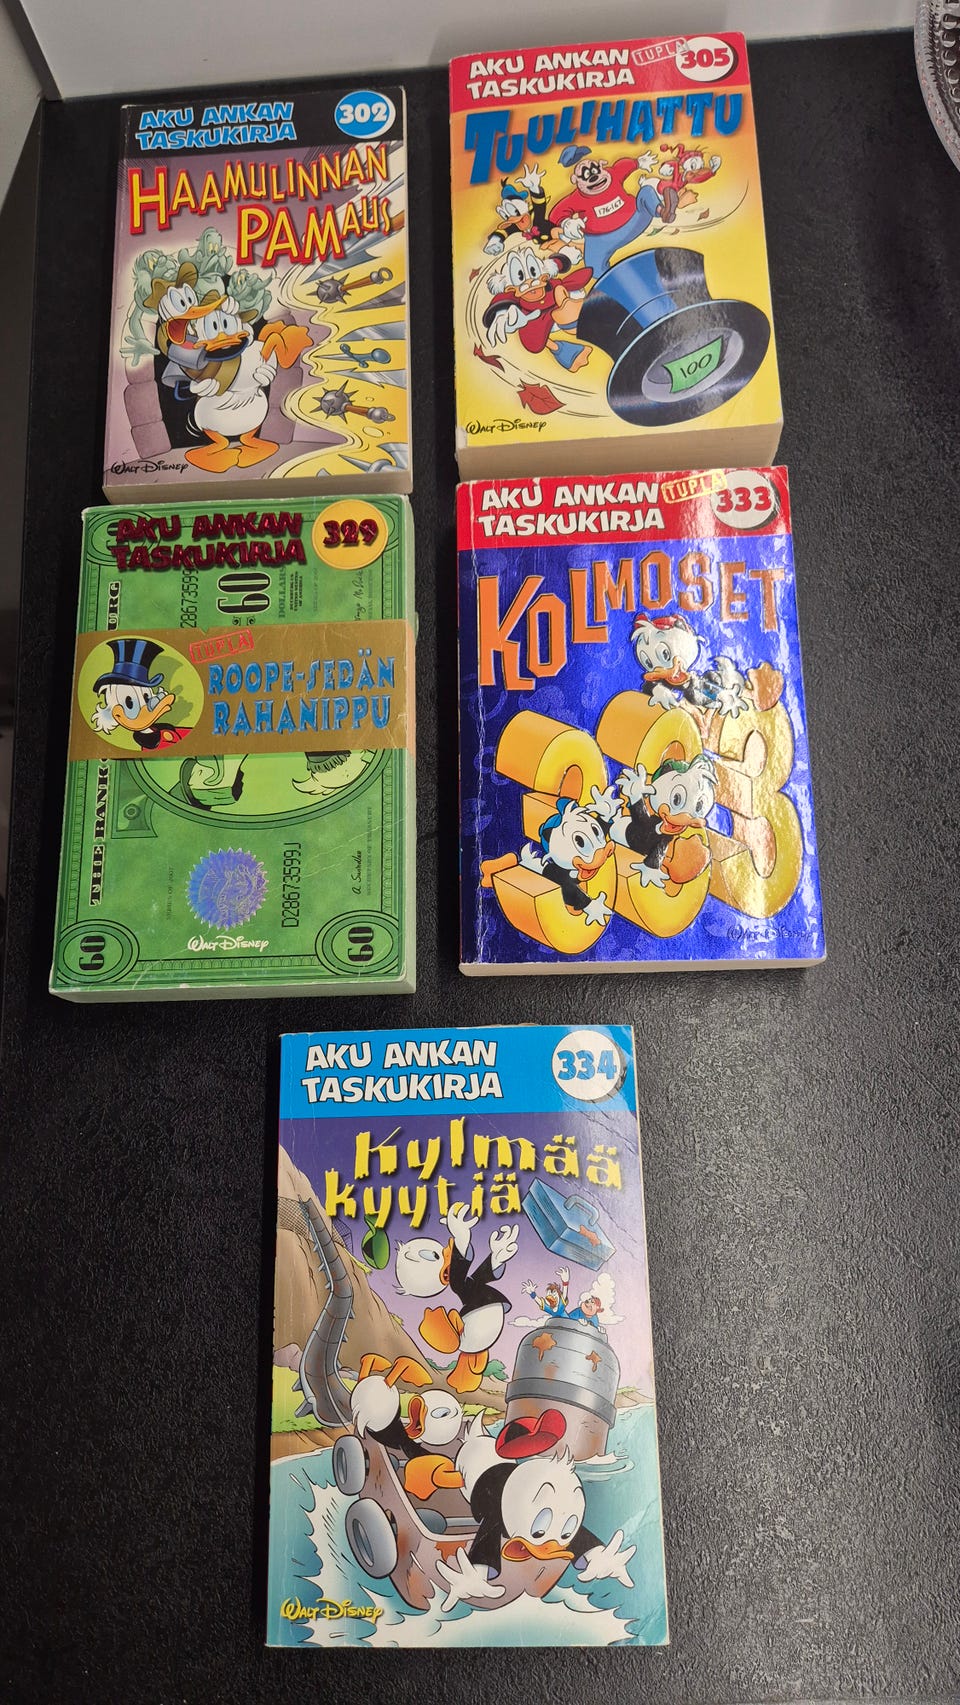 AKU ANKAN
TASKUKIRJA
302
HAAMULINNAN
PAMAUS
WALT DISNEY
AKU ANKAN
TASKUKIRJA
TUPLA
305
TUULIHATTU
176-167
100
WALT DISNEY
AKU ANKAN
TASKUKIRJA
329
60
TUPLA
ROOPE-SEDÄN
RAHANIPPU
THE BANK
D28673599J
WALT DISNEY
60
60
AKU ANKAN
TASKUKIRJA
TUPLA
333
KOLMOSET
333.
AKU ANKAN
TASKUKIRJA
334
Kylmää
kyytiä
WALT DISNEY